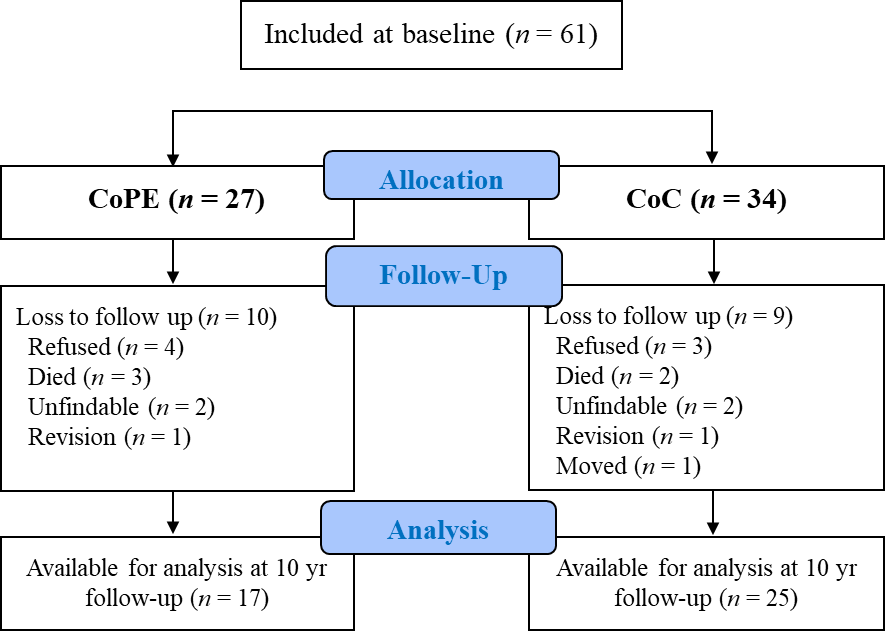 Included at baseline (n = 61)
Allocation
CoPE (n = 27)
CoC (n = 34)
Follow-Up
Loss to follow up (n = 10)
Refused (n = 4)
Died (n = 3)
Unfindable (n = 2)
Revision (n = 1)
Loss to follow up (n = 9)
Refused (n = 3)
Died (n = 2)
Unfindable (n = 2)
Revision (n = 1)
Moved (n = 1)
Analysis
Available for analysis at 10 yr
follow-up (n = 17)
Available for analysis at 10 yr
follow-up (n = 25)